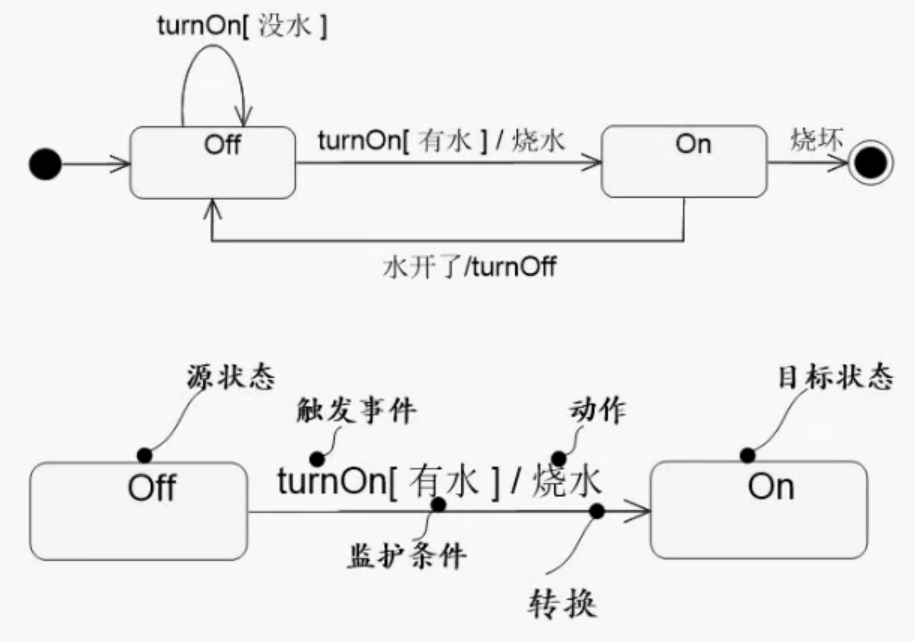 turnOn[ 没水 ]
Off
turnOn[ 有水 ] / 烧水
On
烧坏
水开了/turnOff
源状态
目标状态
触发事件
动作
Off
turnOn[ 有水 ] / 烧水
On
监护条件
转换